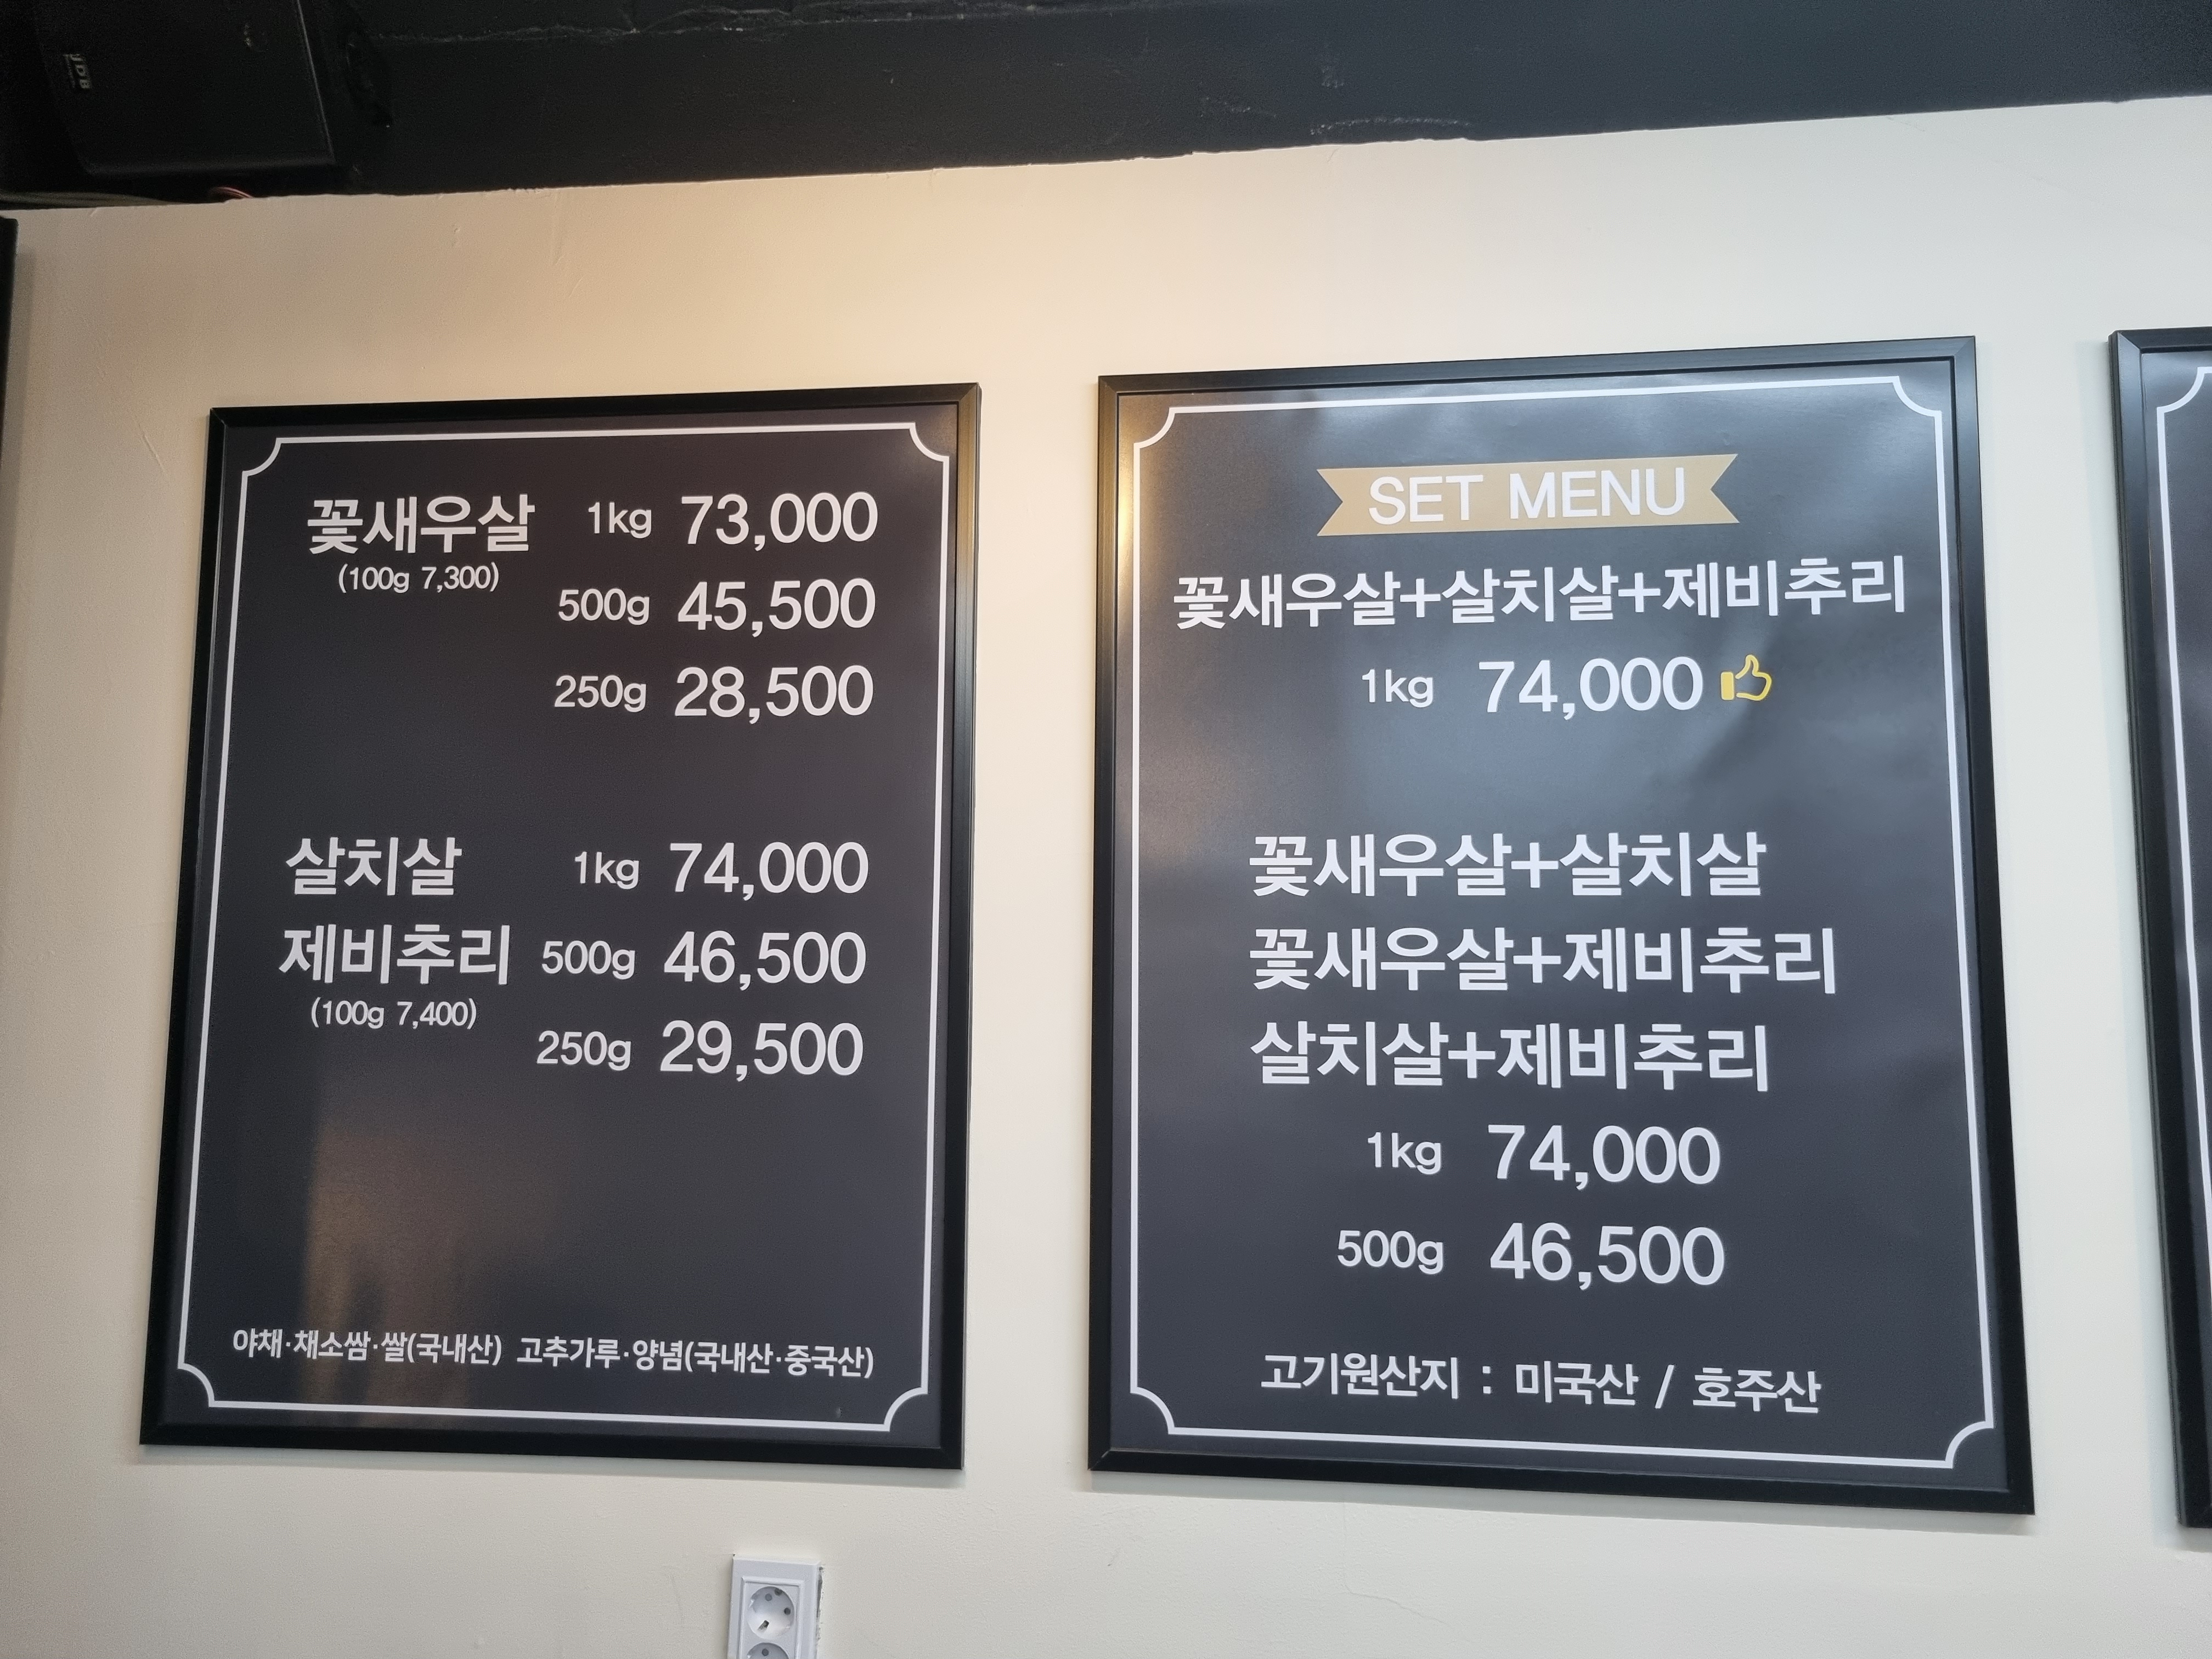 JDB
꽃새우살 1kg 73,000
(100g 7,300)
500g 45,500
250g 28,500
살치살 1kg 74,000
제비추리 500g 46,500
(100g 7,400)
250g 29,500
야채·채소쌈·쌀(국내산) 고추가루·양념(국내산·중국산)
SET MENU
꽃새우살+살치살+제비추리
1kg 74,000
꽃새우살+살치살
꽃새우살+제비추리
살치살+제비추리
1kg 74,000
500g 46,500
고기원산지 : 미국산 / 호주산